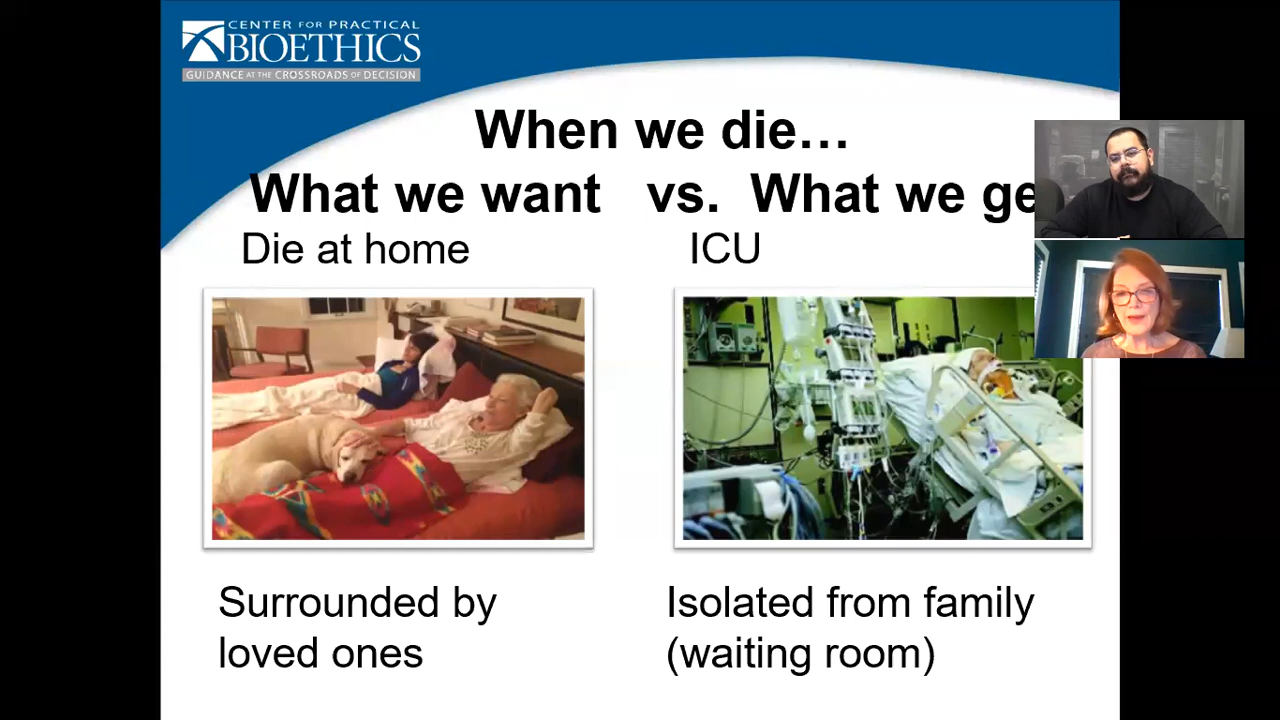 CENTER FOR PRACTICAL
BIOETHICS
GUIDANCE AT THE CROSSROADS OF DECISION
When we die…
What we want vs. What we ge
Die at home
ICU
Surrounded by
loved ones
Isolated from family
(waiting room)